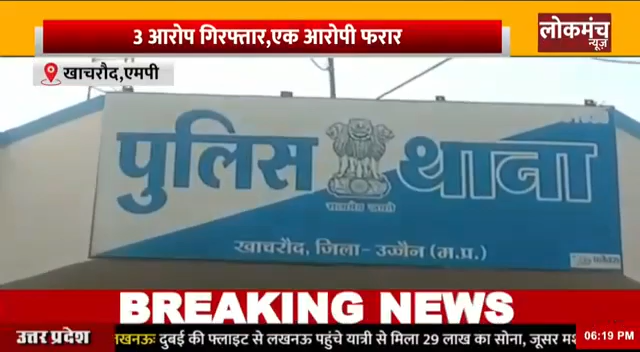 3 आरोप गिरफ्तार,एक आरोपी फरार
लोकमंच
न्यूज़
खाचरौद,एमपी
पुलिस थाना
सत्यमेव जयते
खाचरौद, जिला- उज्जैन (म.प्र.)
BREAKING NEWS
उत्तर प्रदेश
लखनऊः दुबई की फ्लाइट से लखनऊ पहुंचे यात्री से मिला 29 लाख का सोना, जूसर
06:19 PM